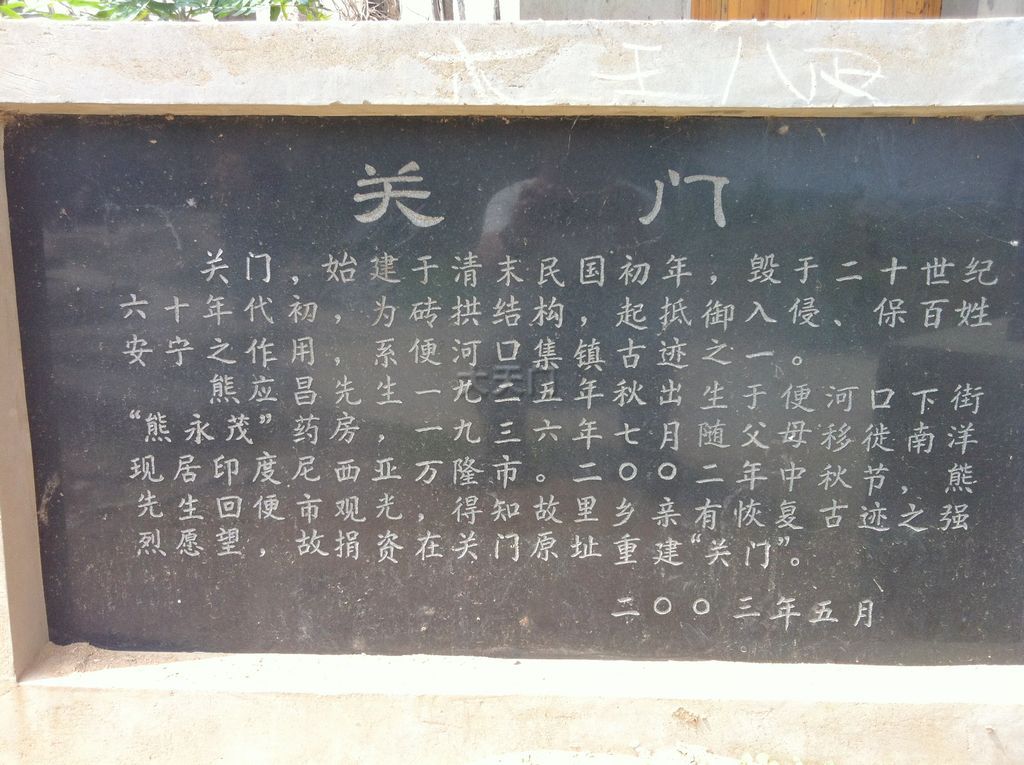 关 门
关门，始建于清末民国初年，毁于二十世纪
六十年代初，为砖拱结构，起抵御入侵、保百姓
安宁之作用，系便河口集镇古迹之一。
熊应昌先生一九二五年秋出生于便河口下街
“熊永茂”药房，一九三六年七月随父母移徙南洋
现居印度尼西亚万隆市。二〇〇二年中秋节，熊
先生回便市观光，得知故里乡亲有恢复古迹之强
烈愿望，故捐资在关门原址重建“关门”。
二〇〇三年五月